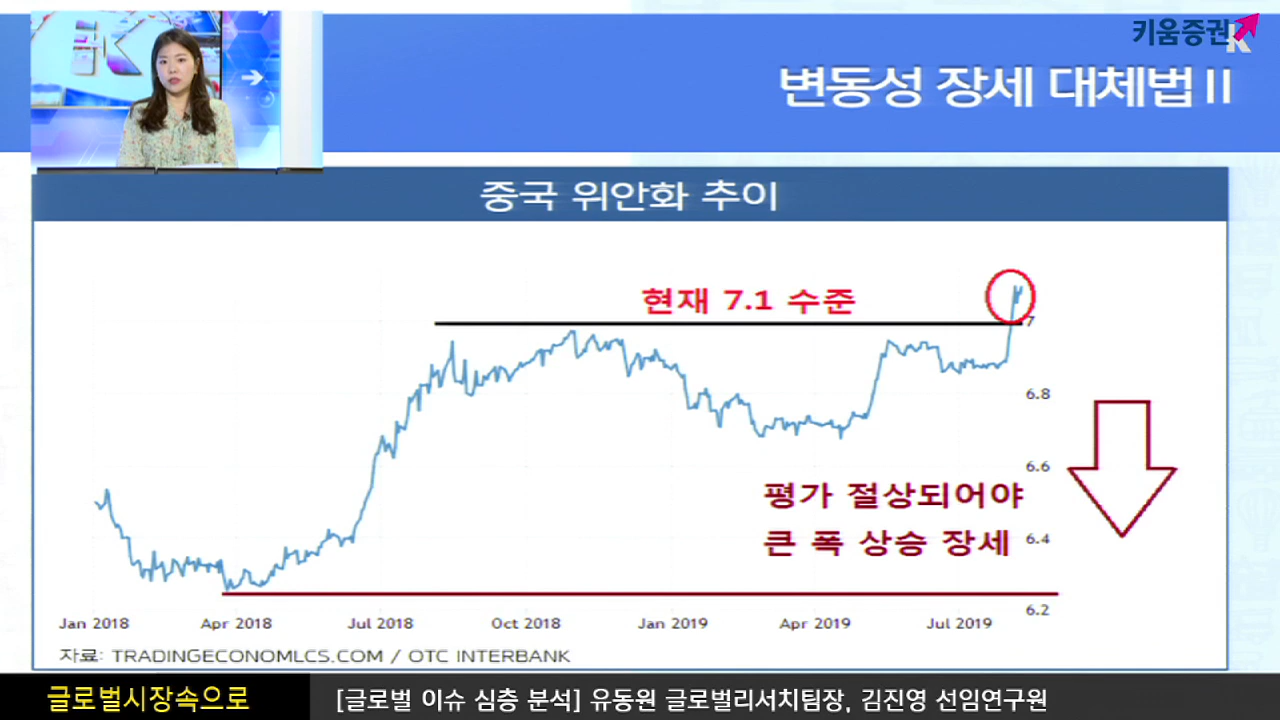 키움증권
변동성 장세 대체법 II
중국 위안화 추이
현재 7.1 수준
7
6.8
6.6
평가 절상되어야
큰 폭 상승 장세
6.4
6.2
Jan 2018 Apr 2018 Jul 2018 Oct 2018 Jan 2019 Apr 2019 Jul 2019
자료: TRADINGECONOMLCS.COM / OTC INTERBANK
글로벌시장속으로
[글로벌 이슈 심층 분석] 유동원 글로벌리서치팀장, 김진영 선임연구원